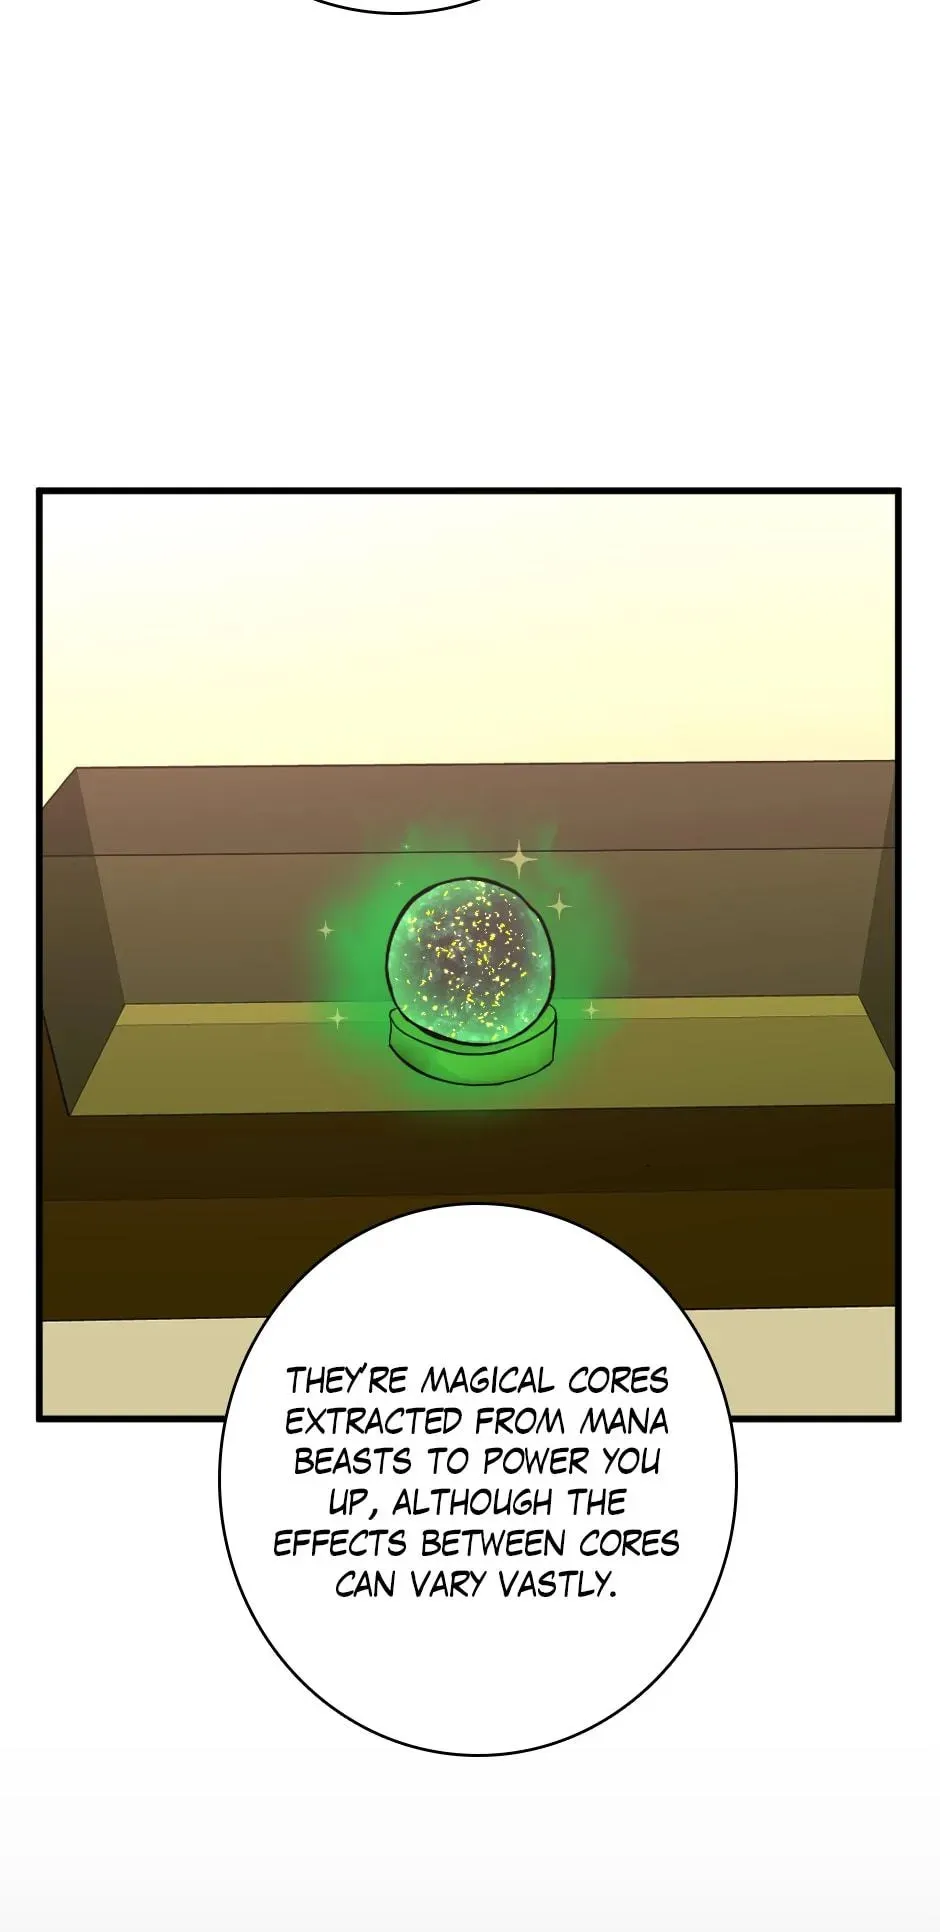 THEY'RE MAGICAL CORES
EXTRACTED FROM MANA
BEASTS TO POWER YOU
UP, ALTHOUGH THE
EFFECTS BETWEEN CORES
CAN VARY VASTLY.